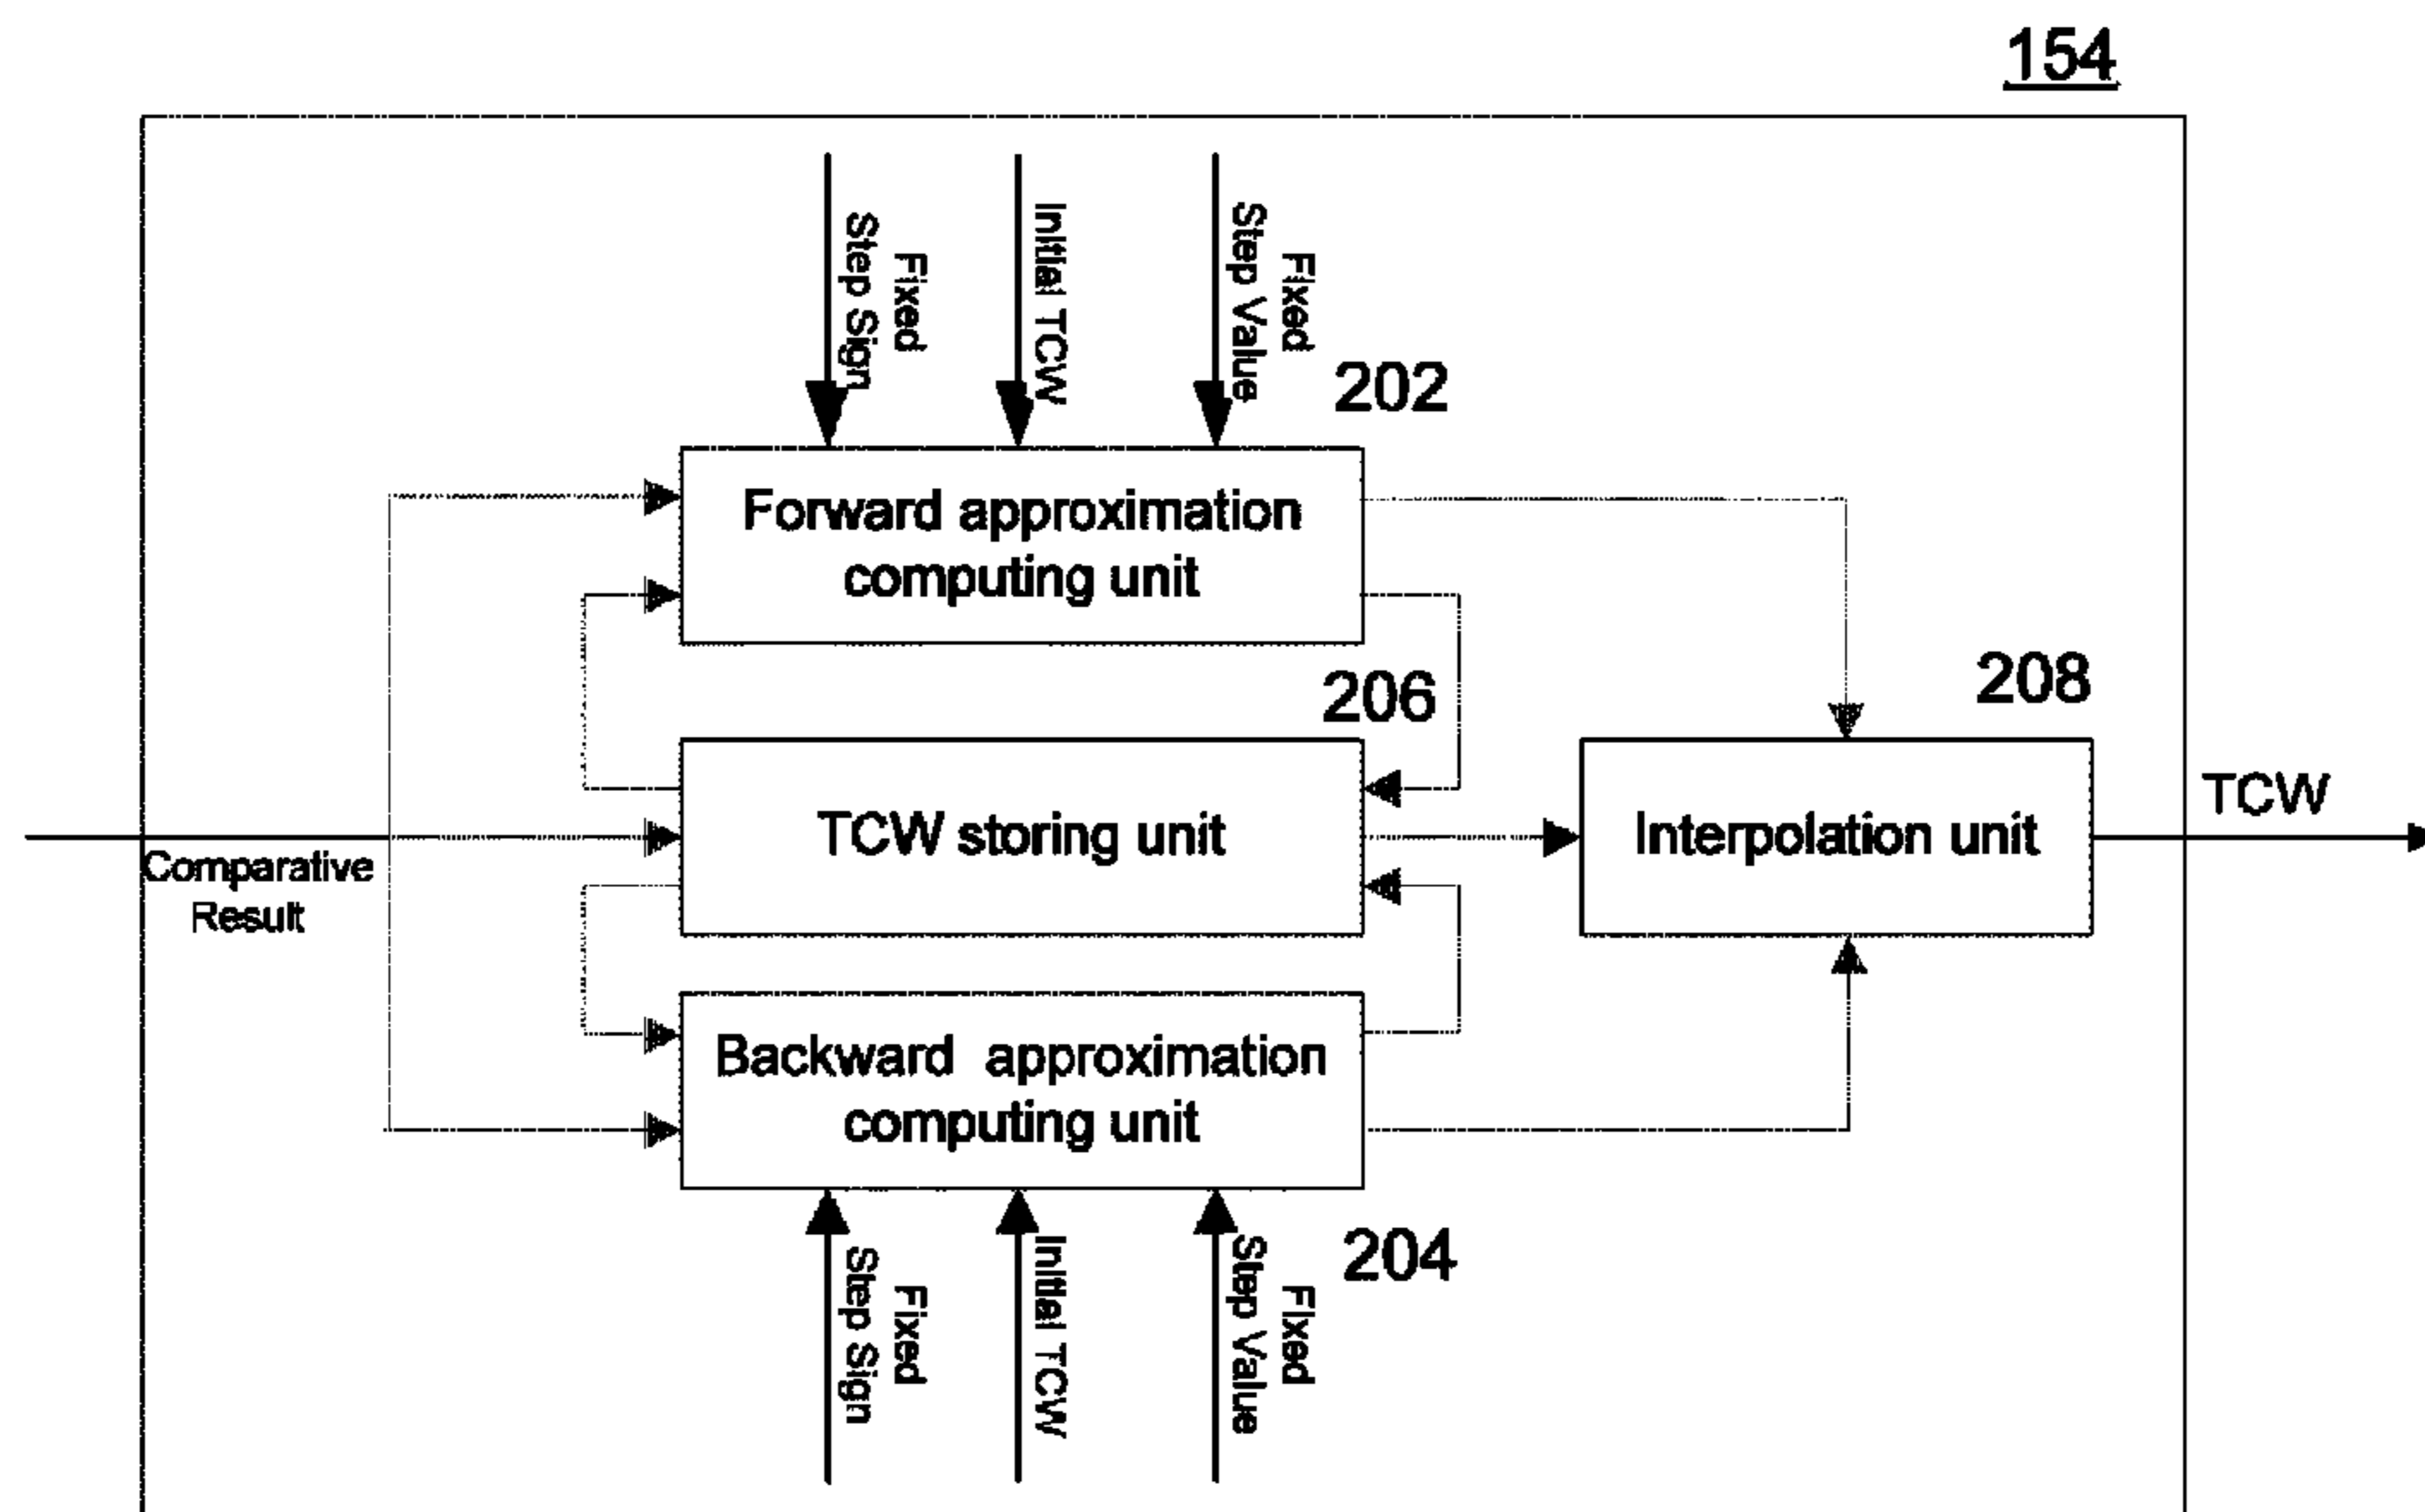 154
Fixed
Step Sign
Initial TCW
Fixed
Step Value
202
Forward approximation
computing unit
206
208
TCW storing unit
Interpolation unit
TCW
Comparative
Result
Backward approximation
computing unit
204
Fixed
Step Sign
Initial TCW
Fixed
Step Value